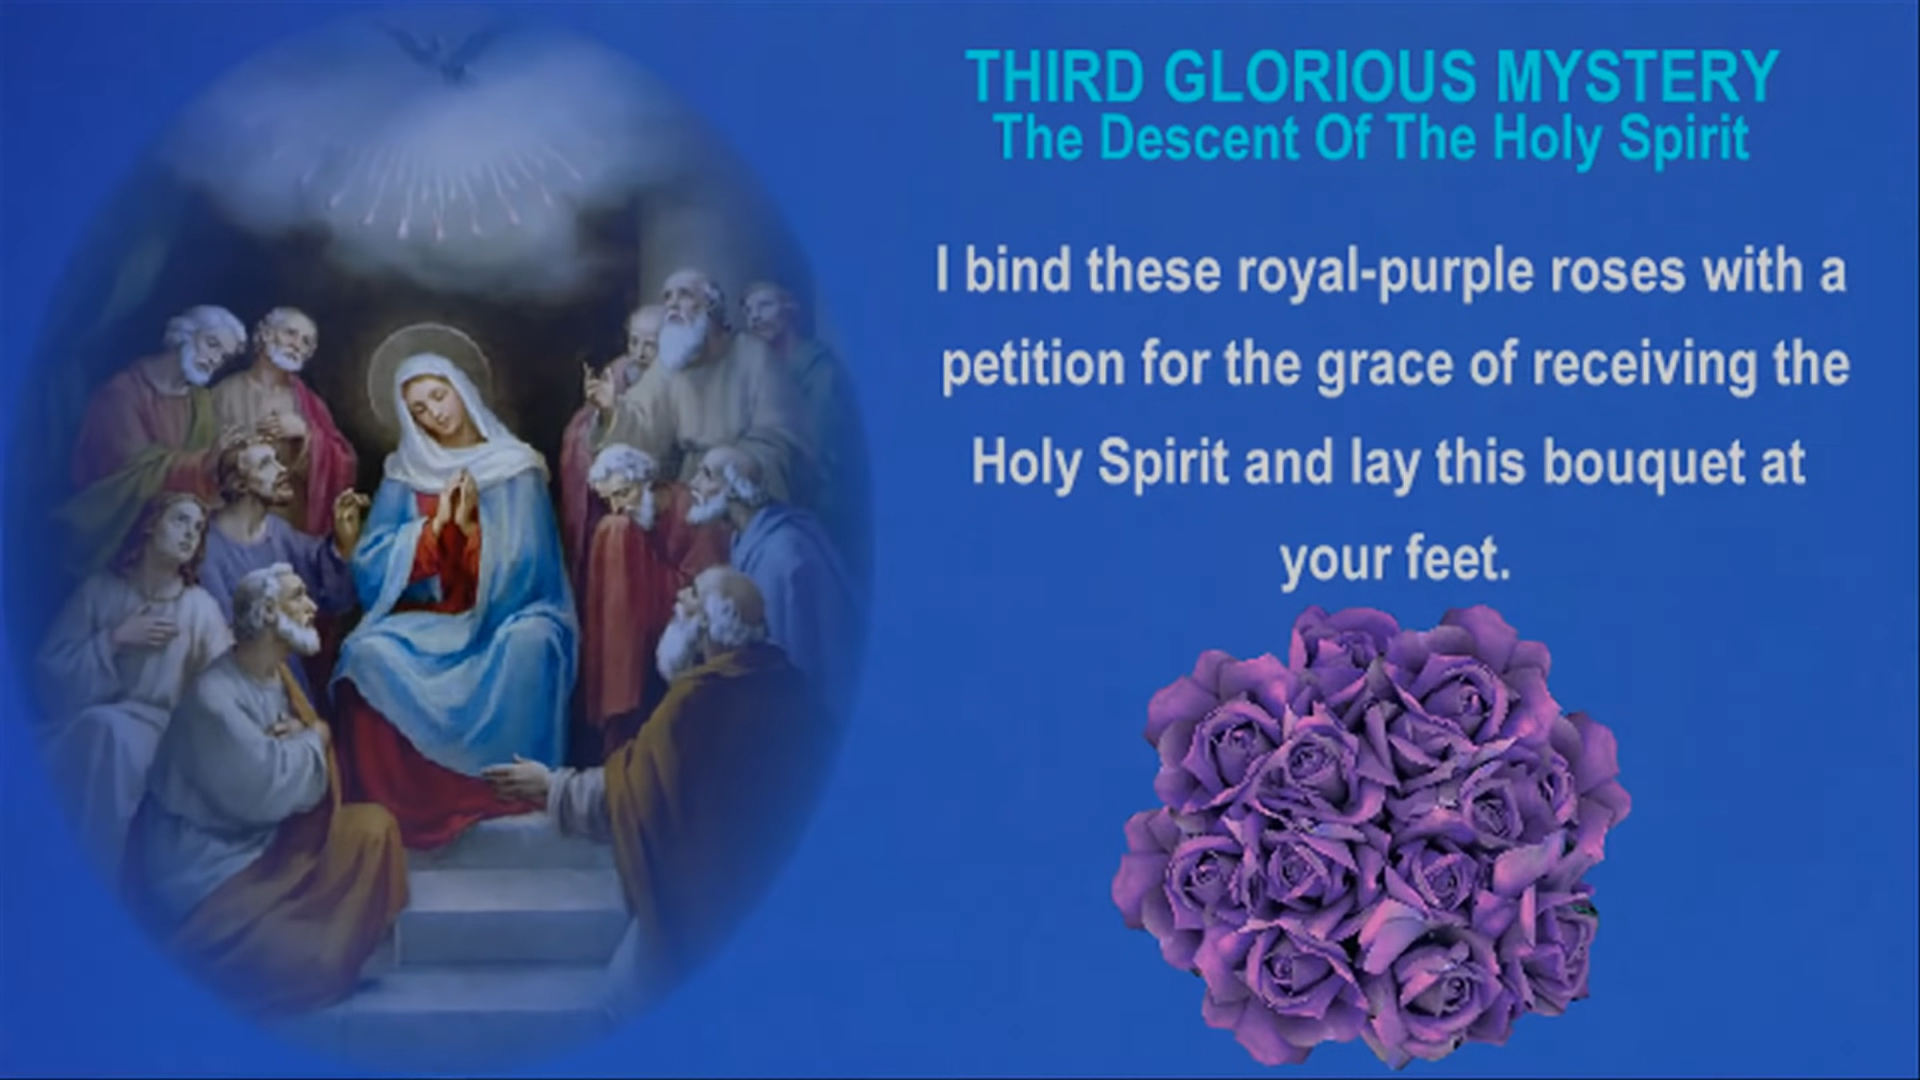 THIRD GLORIOUS MYSTERY
The Descent Of The Holy Spirit
I bind these royal-purple roses with a
petition for the grace of receiving the
Holy Spirit and lay this bouquet at
your feet.